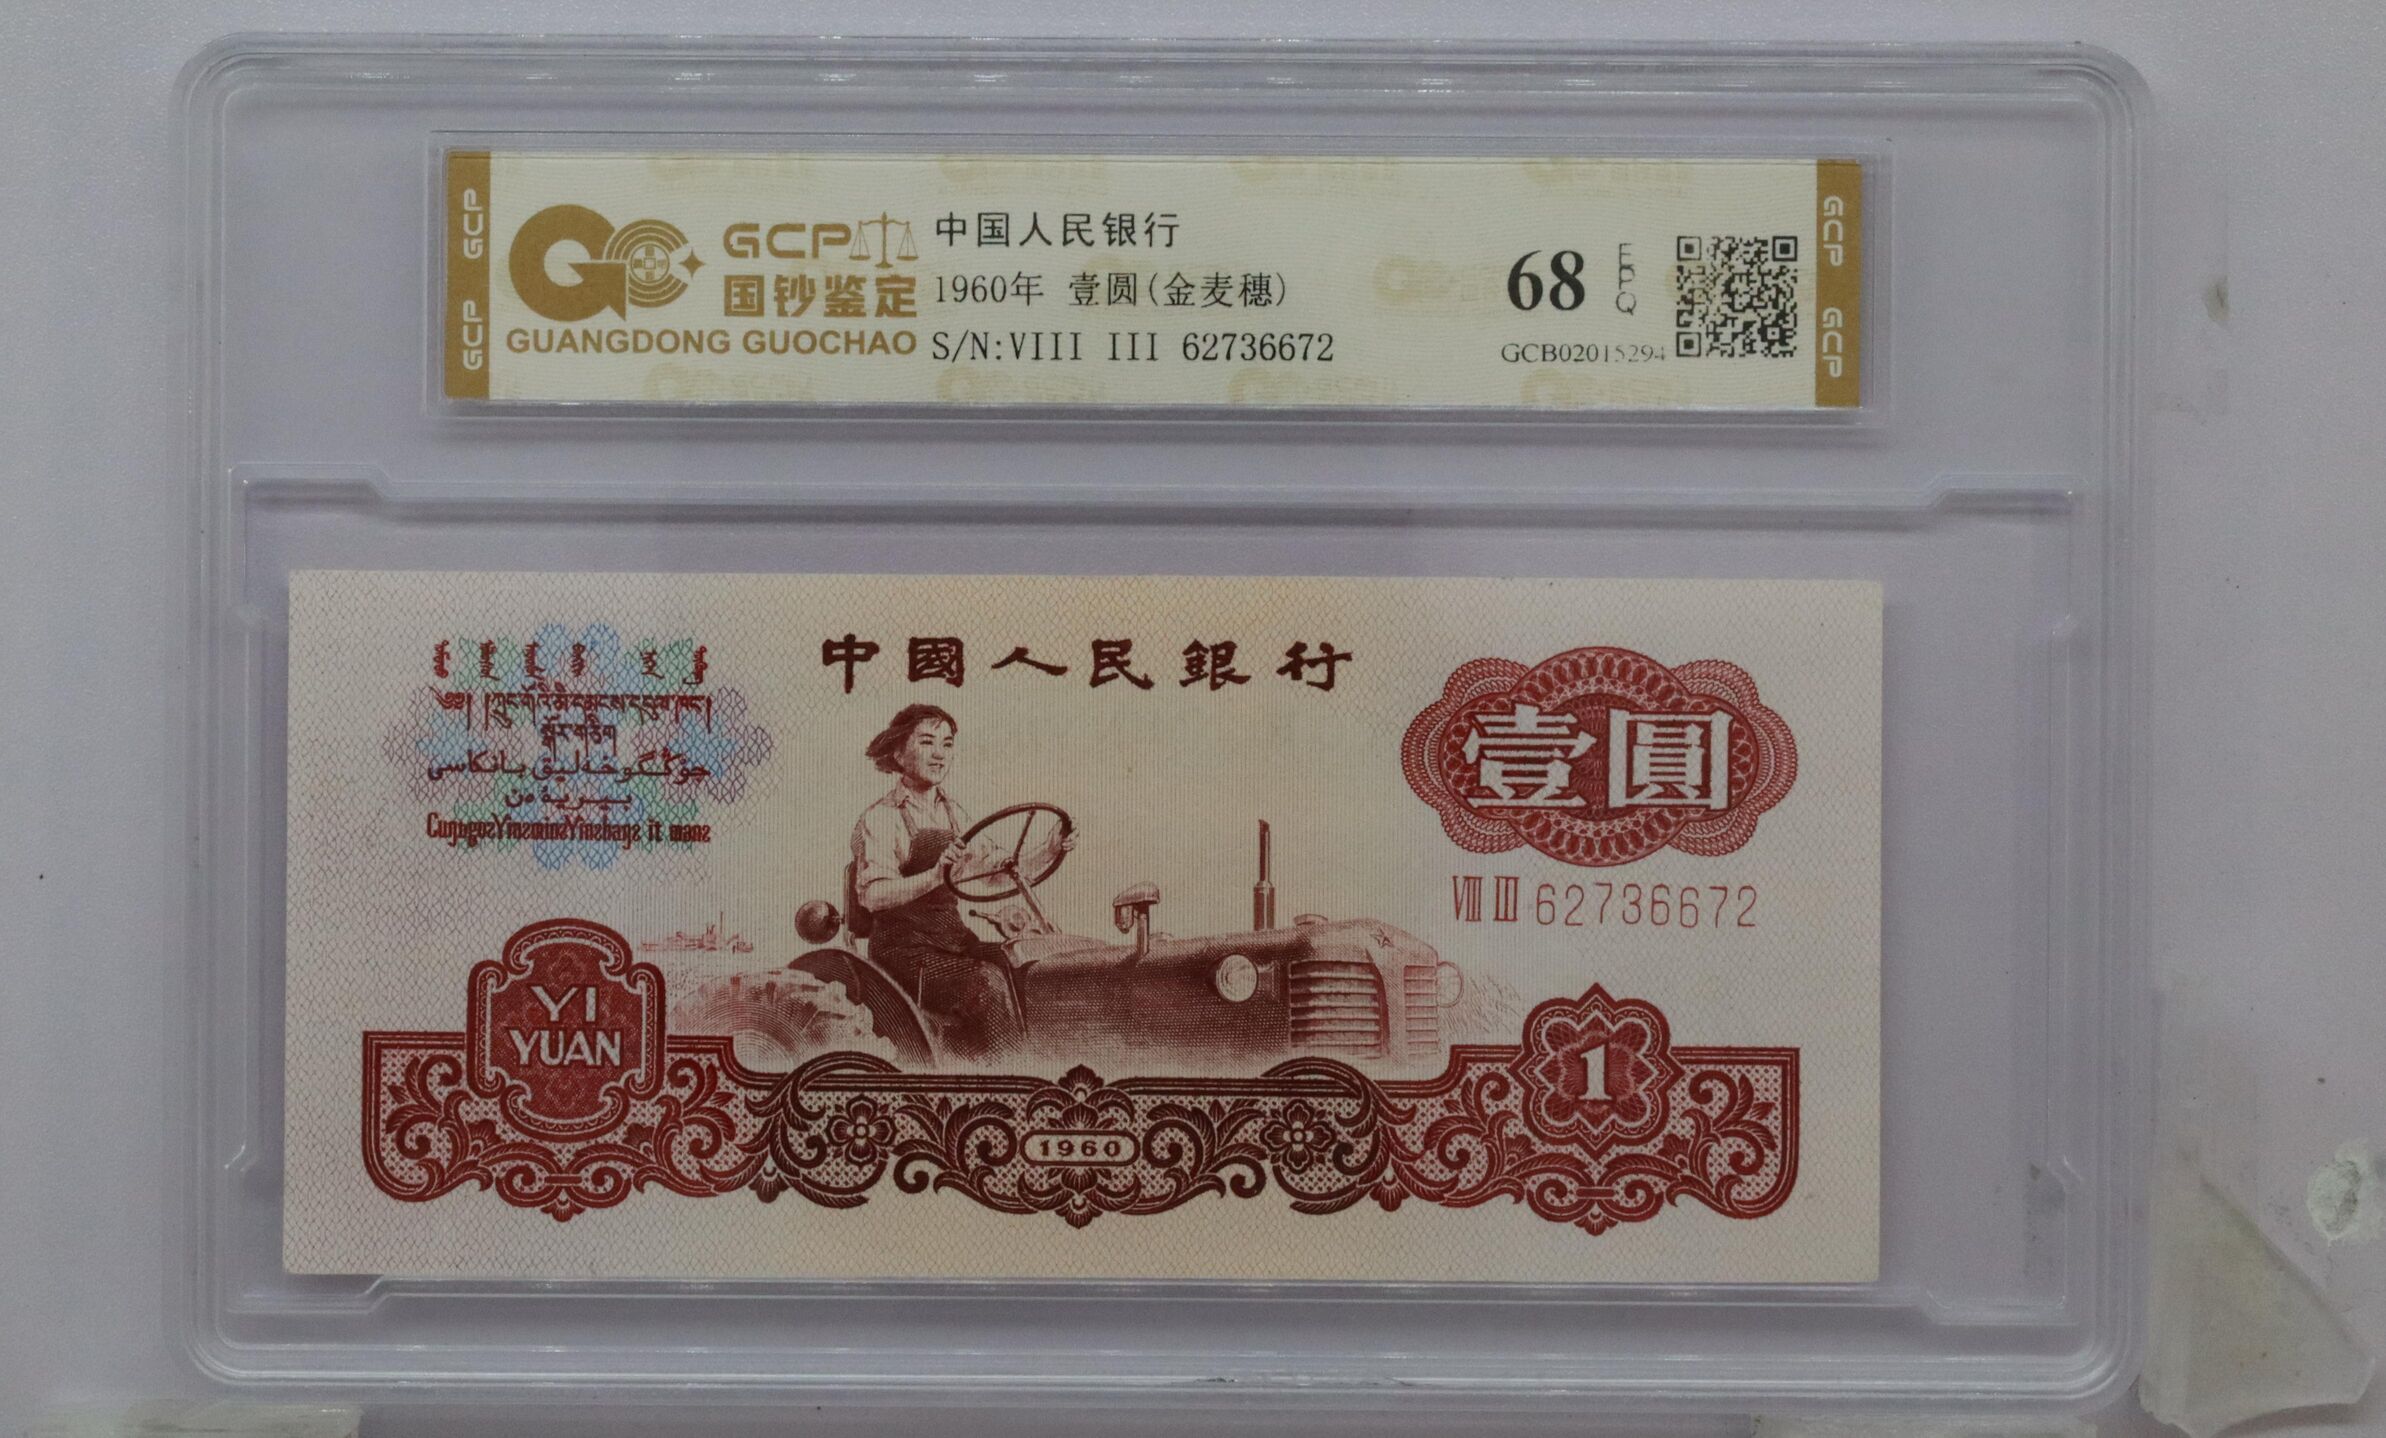 GCP
GCP
GCP
国钞鉴定
GUANGDONG GUOCHAO
中国人民银行
1960年 壹圆(金麦穗)
S/N:VIII III 62736672
68
EPQ
GCB02015294
GCP
GCP
中國人民銀行
壹圓
VIII III 62736672
YI
YUAN
1
1960